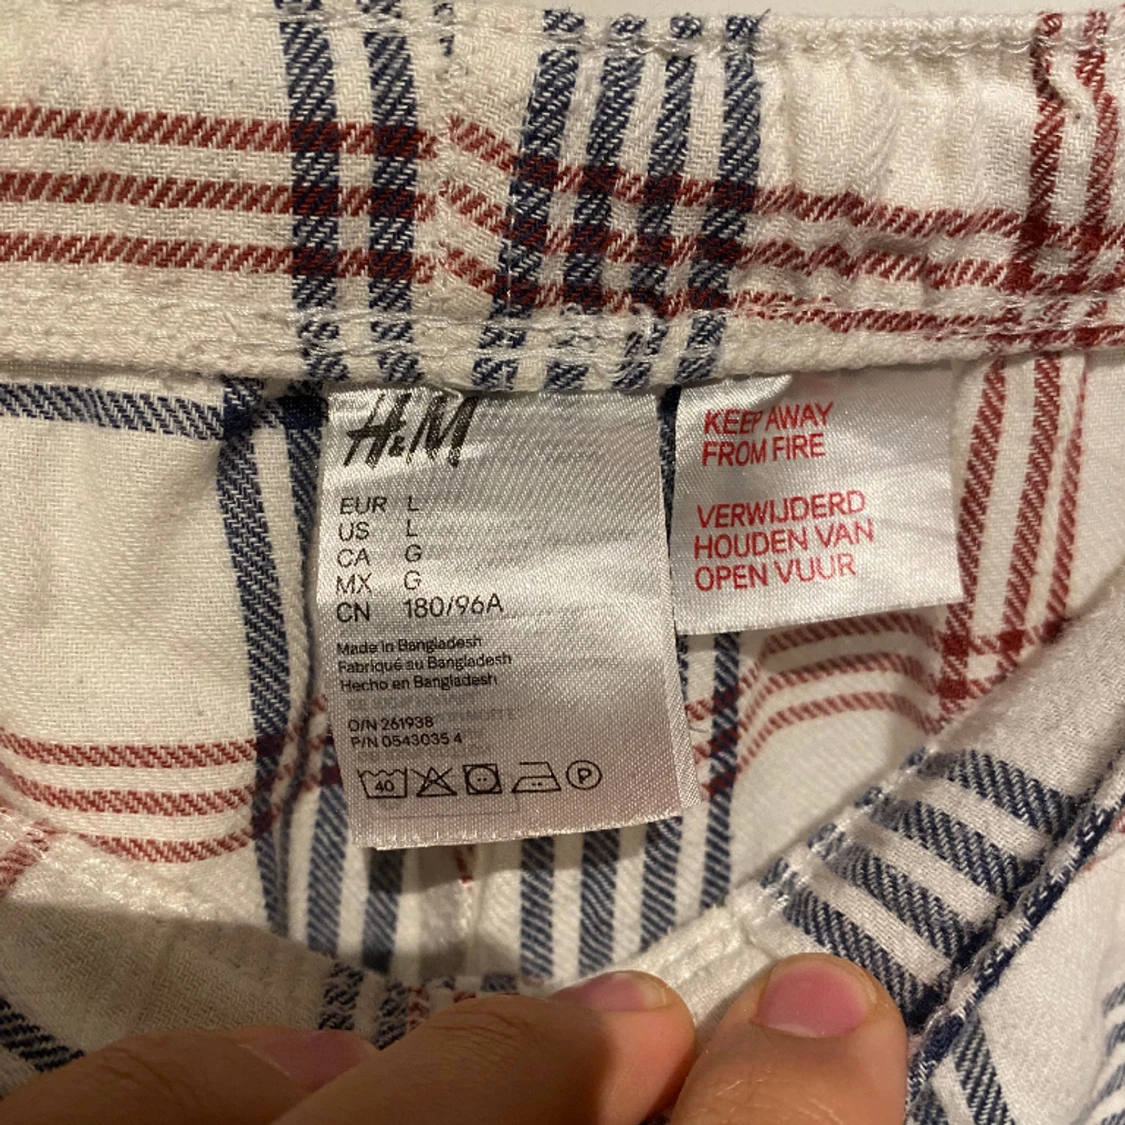 H&M
EUR L
US L
CA G
MX G
CN 180/96A
Made in Bangladesh
Fabriqué au Bangladesh
Hecho en Bangladesh
O/N 261938
P/N 0543035 4
40
P
KEEP AWAY
FROM FIRE
VERWIJDERD
HOUDEN VAN
OPEN VUUR